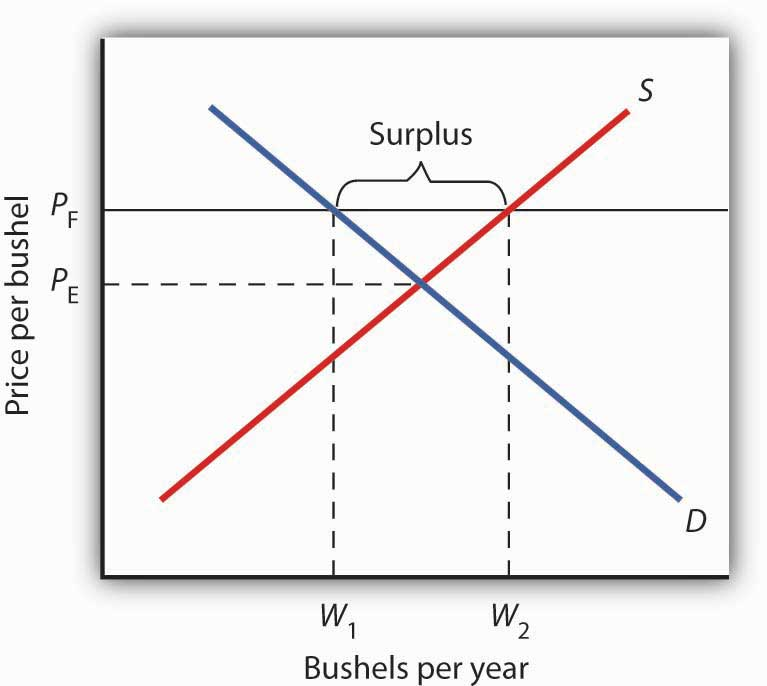 S
Surplus
P_F
P_E
Price per bushel
D
W_1
W_2
Bushels per year